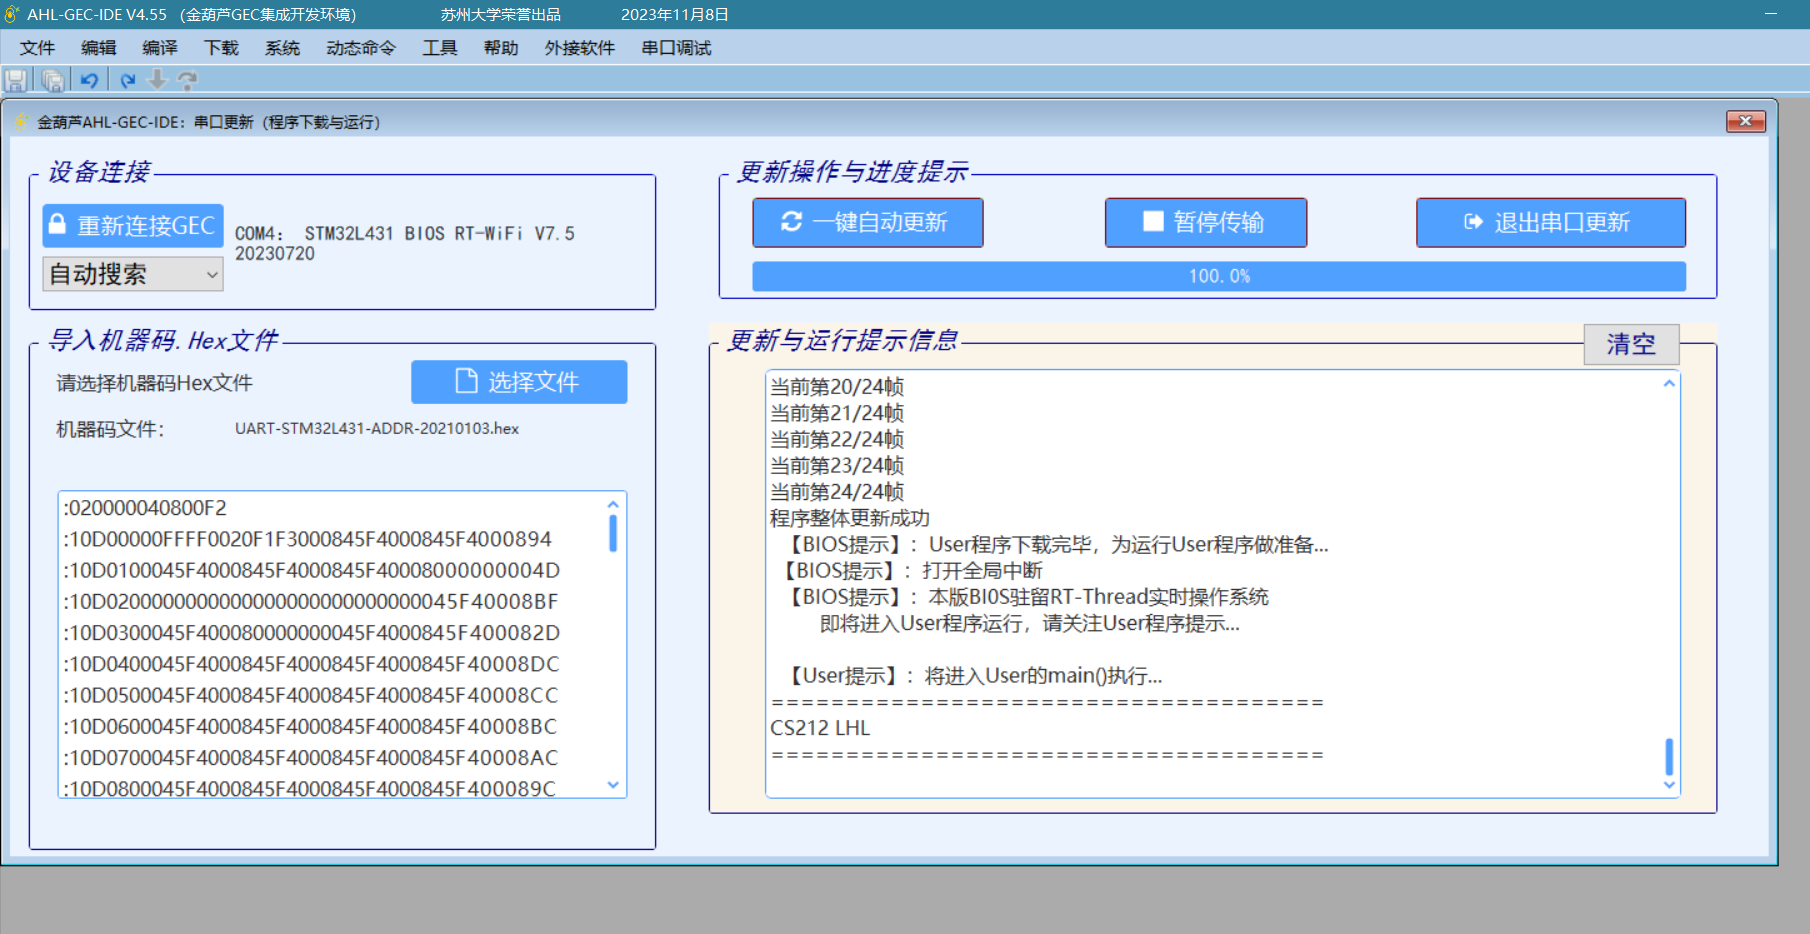 AHL-GEC-IDE V4.55 (金葫芦GEC集成开发环境) 苏州大学荣誉出品 2023年11月8日
文件 编辑 编译 下载 系统 动态命令 工具 帮助 外接软件 串口调试
金葫芦AHL-GEC-IDE：串口更新（程序下载与运行）
设备连接
重新连接GEC
COM4： STM32L431 BIOS RT-WiFi V7.5
20230720
自动搜索
更新操作与进度提示
一键自动更新 暂停传输 退出串口更新
100.0%
导入机器码.Hex文件
请选择机器码Hex文件
选择文件
机器码文件： UART-STM32L431-ADDR-20210103.hex
:020000040800F2
:10D00000FFFF0020F1F3000845F4000845F4000894
:10D0100045F4000845F4000845F40008000000004D
:10D0200000000000000000000000000045F40008BF
:10D0300045F400080000000045F4000845F400082D
:10D0400045F4000845F4000845F4000845F40008DC
:10D0500045F4000845F4000845F4000845F40008CC
:10D0600045F4000845F4000845F4000845F40008BC
:10D0700045F4000845F4000845F4000845F40008AC
:10D0800045F4000845F4000845F4000845F400089C
更新与运行提示信息
清空
当前第20/24帧
当前第21/24帧
当前第22/24帧
当前第23/24帧
当前第24/24帧
程序整体更新成功
【BIOS提示】：User程序下载完毕，为运行User程序做准备...
【BIOS提示】：打开全局中断
【BIOS提示】：本版BI0S驻留RT-Thread实时操作系统
即将进入User程序运行，请关注User程序提示...
【User提示】：将进入User的main()执行...
===================================
CS212 LHL
===================================